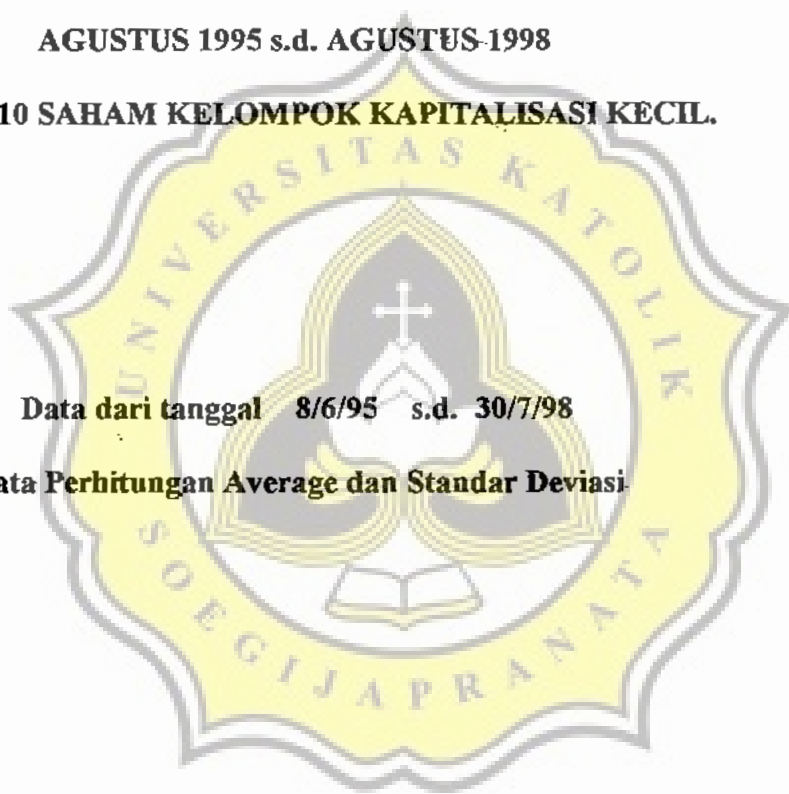 AGUSTUS 1995 s.d. AGUSTUS 1998
10 SAHAM KELOMPOK KAPITALISASI KECIL.
UNIVERSITAS KATOLIK
Data dari tanggal 8/6/95 s.d. 30/7/98
Perhitungan Average dan Standar Deviasi
SOEGIJAPRANATA